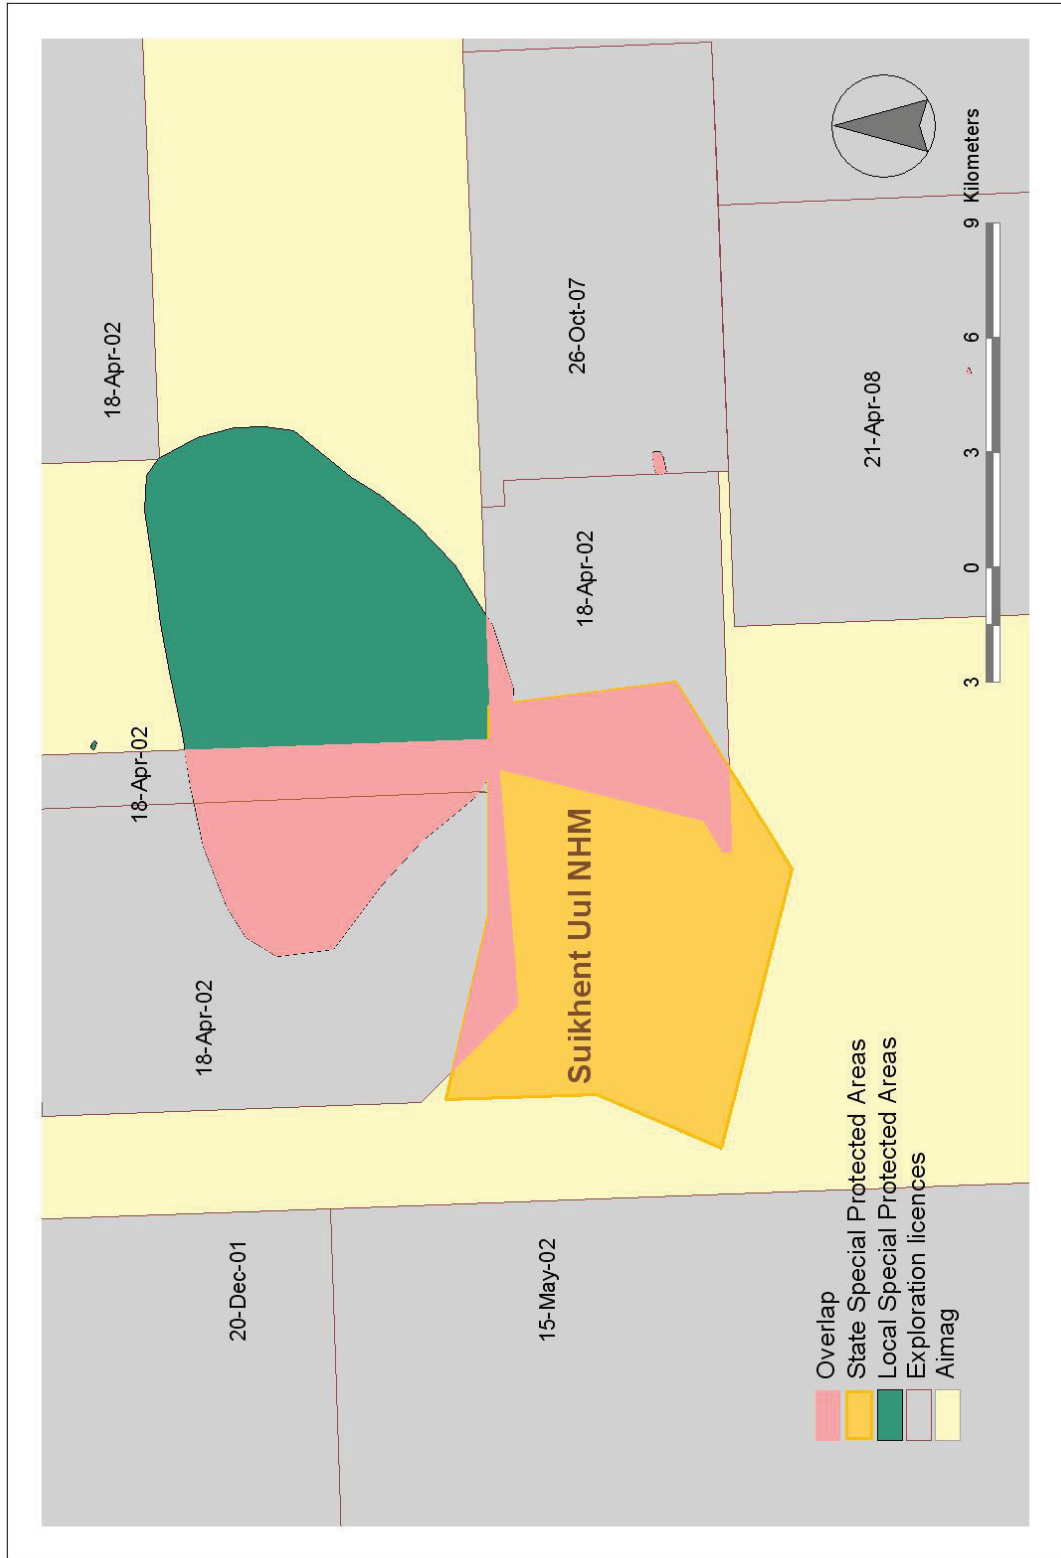 18-Apr-02
18-Apr-02
18-Apr-02
20-Dec-01
26-Oct-07
18-Apr-02
Suikhent Uul NHM
15-May-02
21-Apr-08
Overlap
State Special Protected Areas
Local Special Protected Areas
Exploration licences
Aimag
3 0 3 6 9 Kilometers